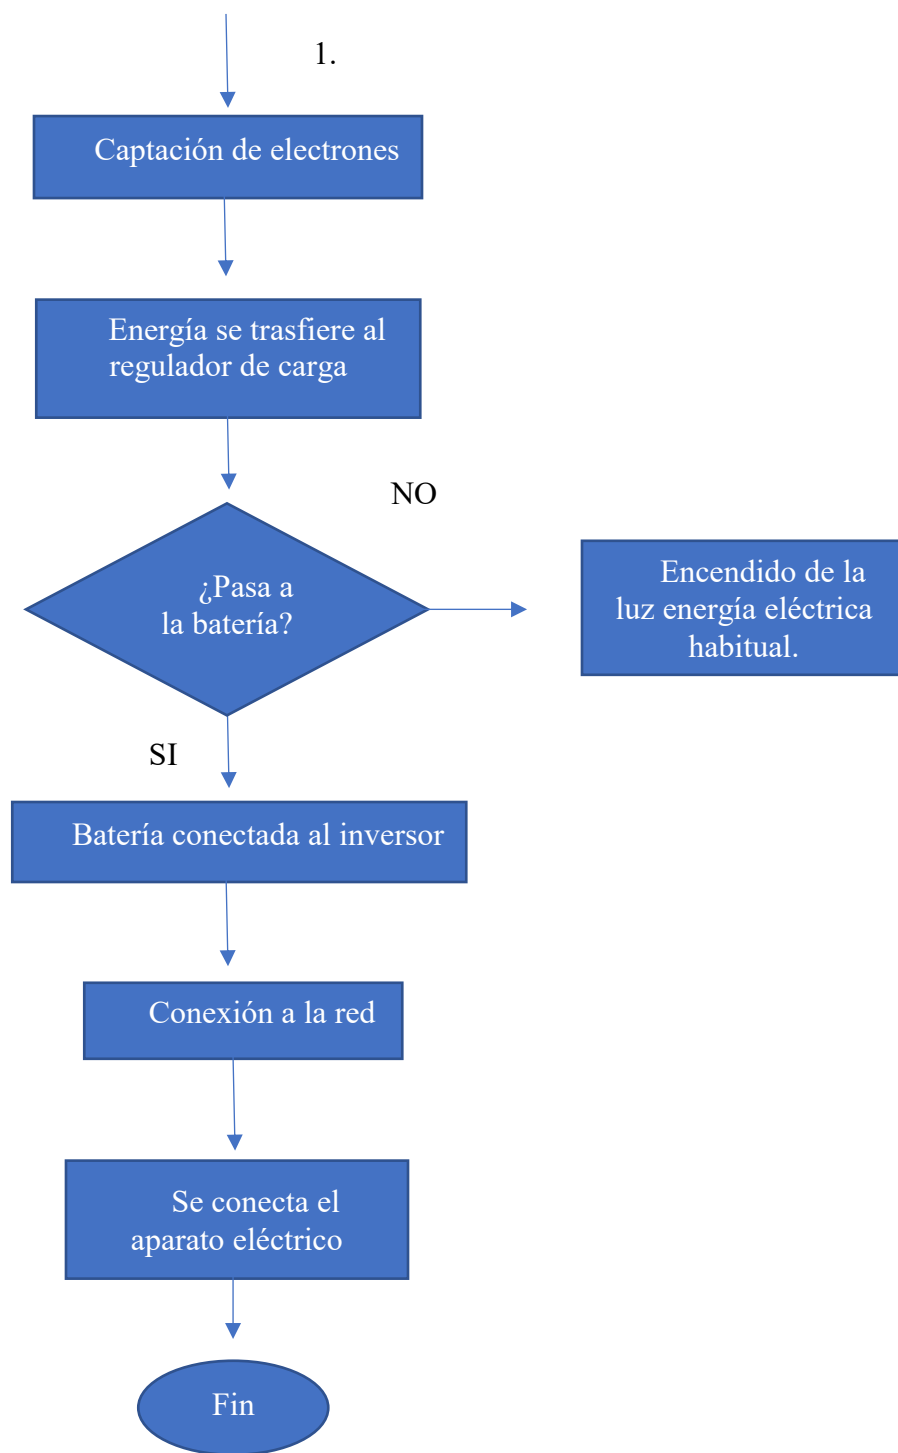 1.
Captación de electrones
Energía se trasfiere al
regulador de carga
NO
¿Pasa a
la batería?
Encendido de la
luz energía eléctrica
habitual.
SI
Batería conectada al inversor
Conexión a la red
Se conecta el
aparato eléctrico
Fin